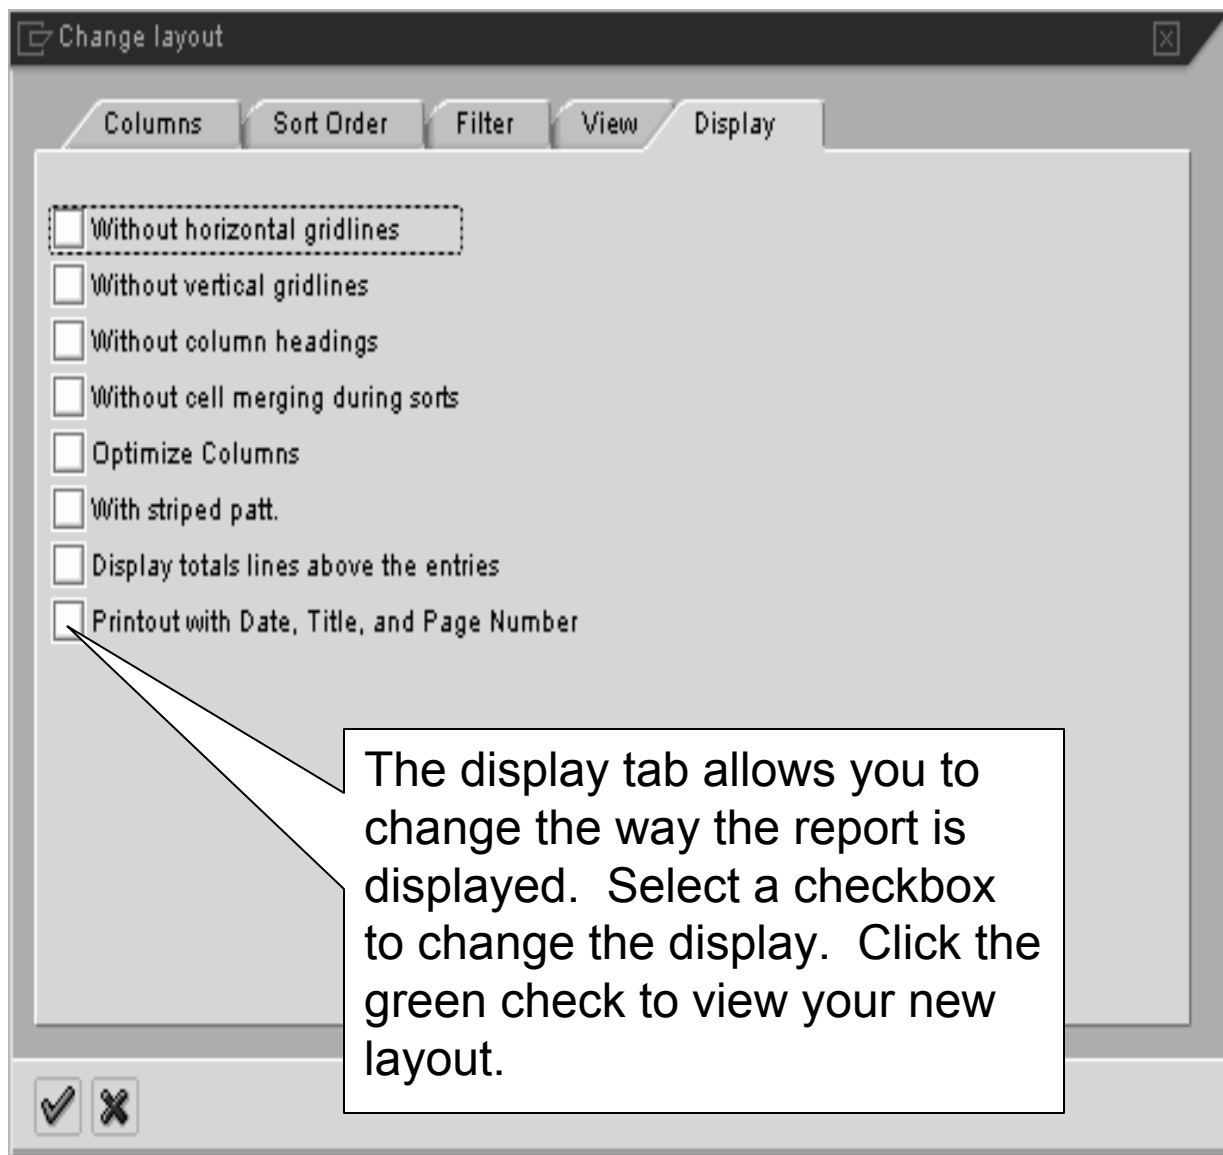 Change layout
Columns Sort Order Filter View Display
Without horizontal gridlines
Without vertical gridlines
Without column headings
Without cell merging during sorts
Optimize Columns
With striped patt.
Display totals lines above the entries
Printout with Date, Title, and Page Number
The display tab allows you to
change the way the report is
displayed.  Select a checkbox
to change the display.  Click the
green check to view your new
layout.